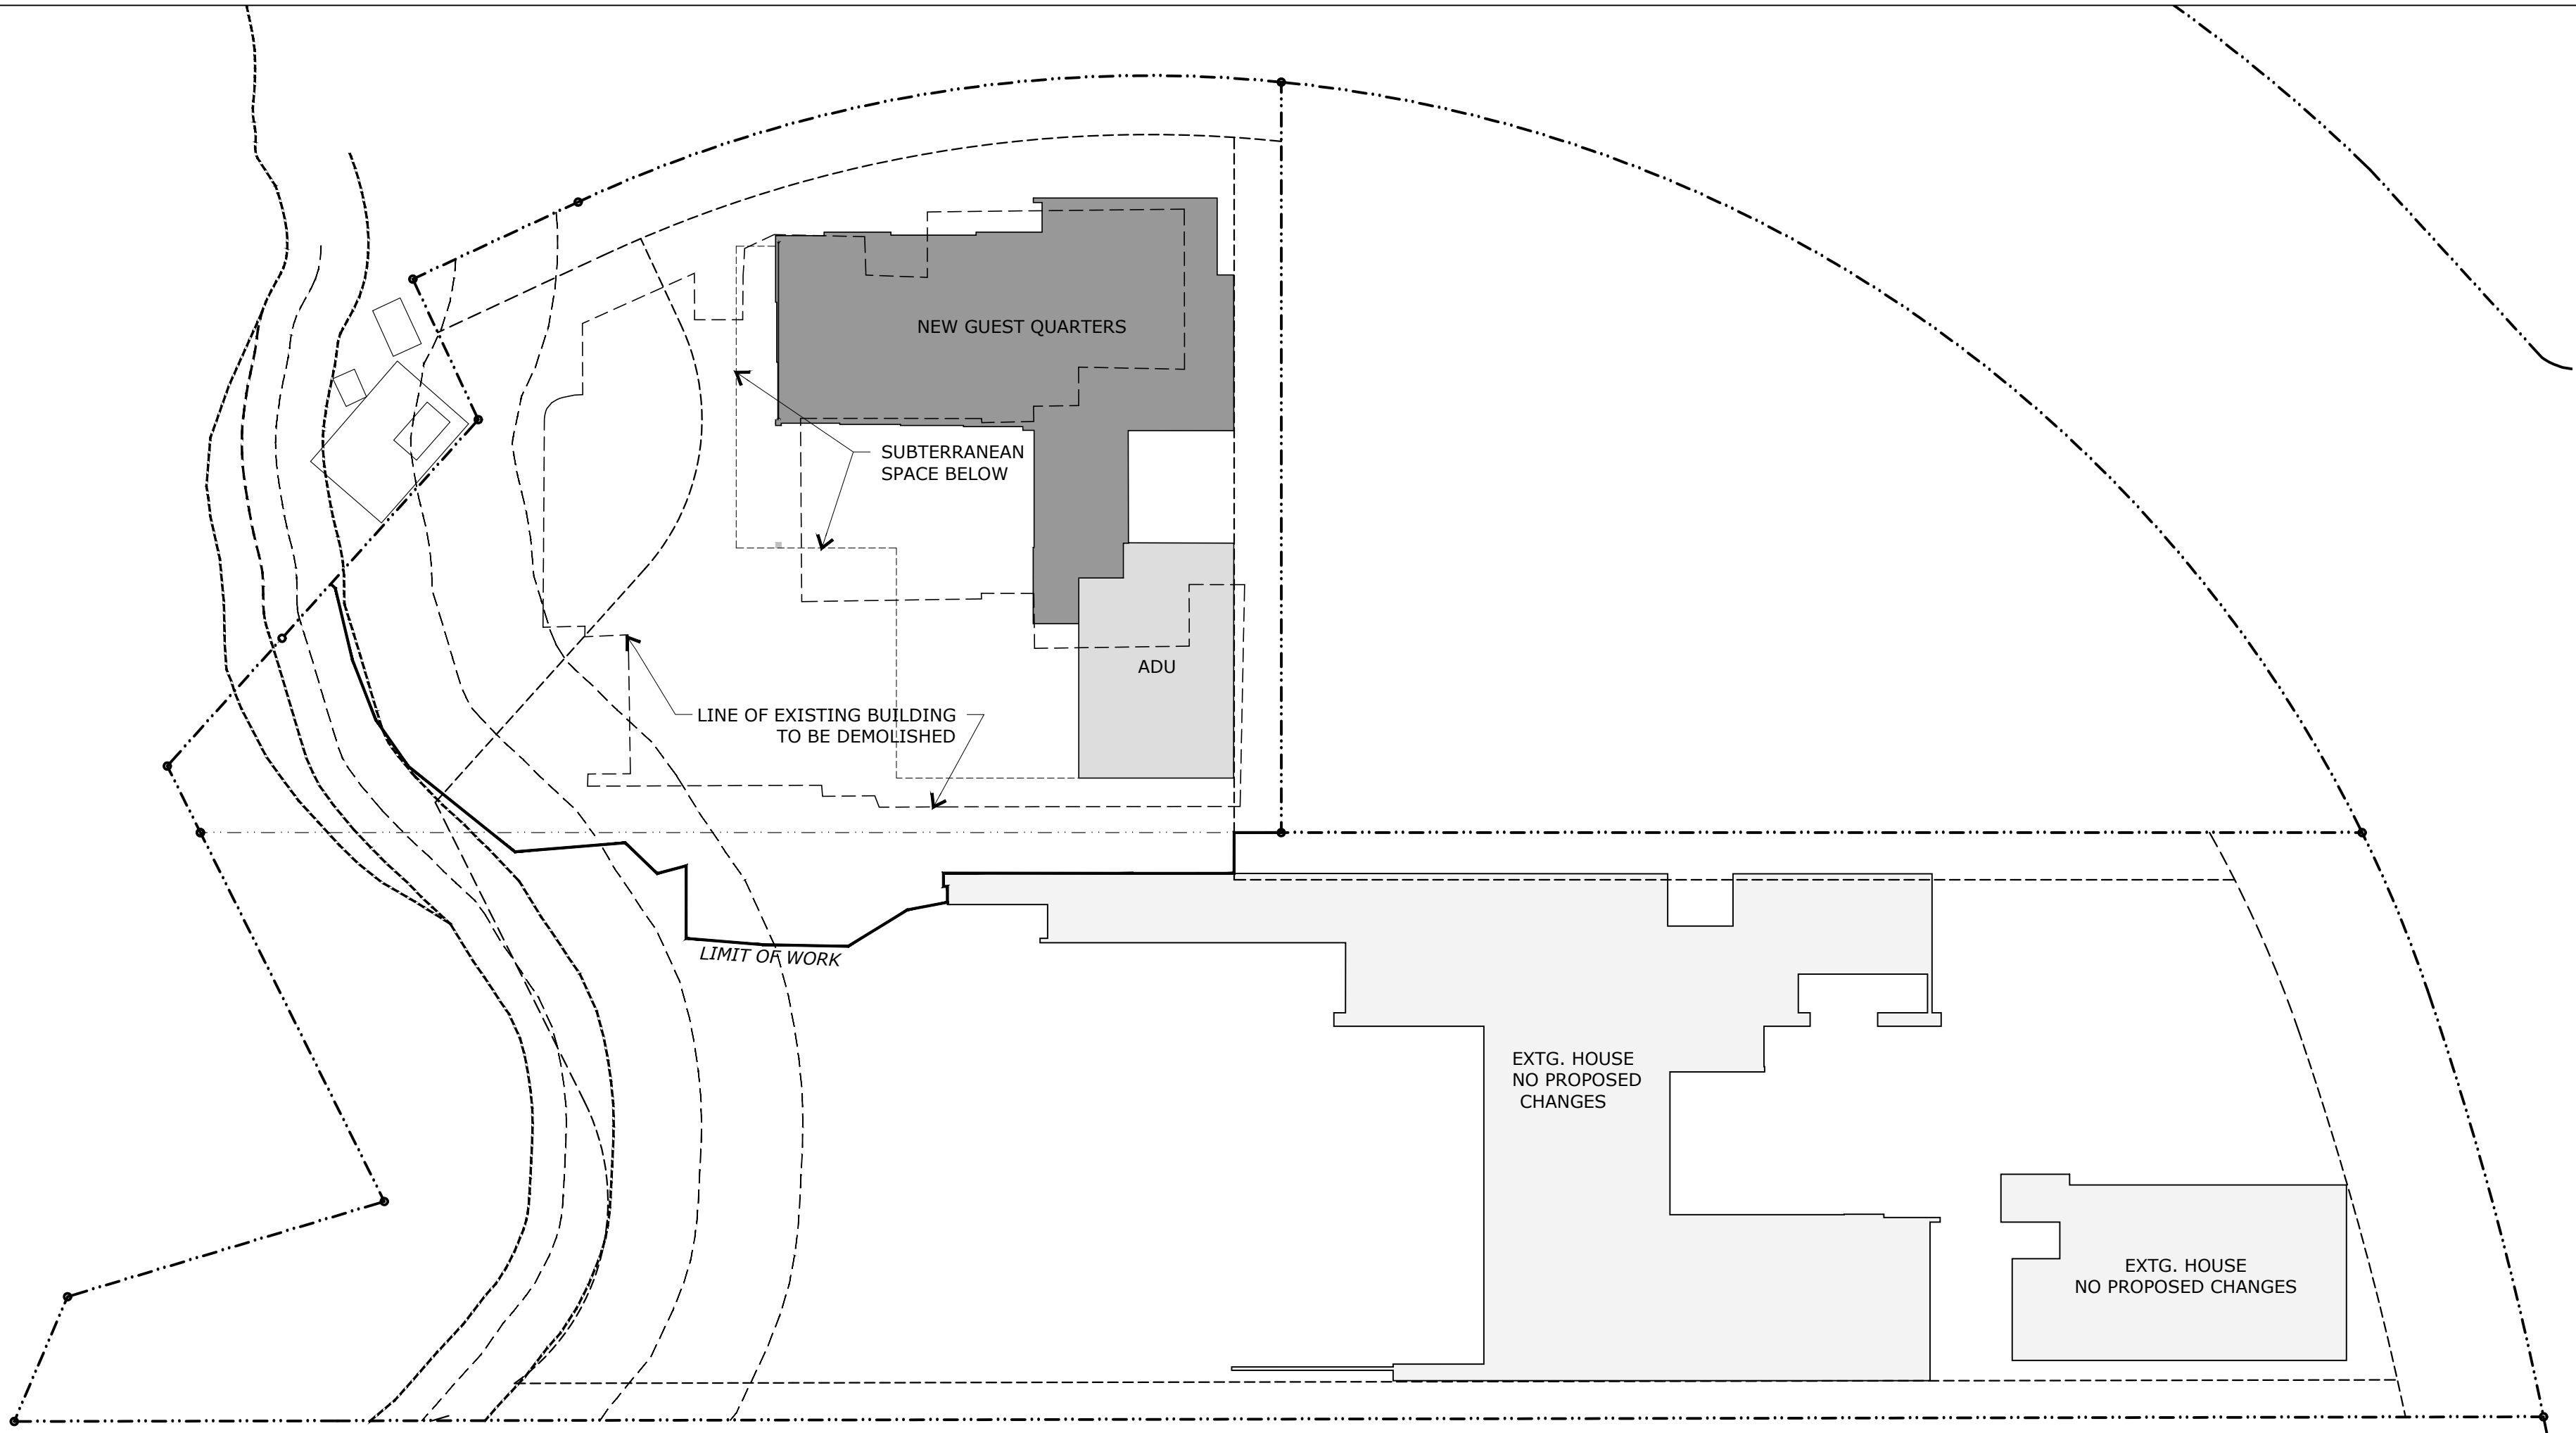 NEW GUEST QUARTERS
SUBTERRANEAN
SPACE BELOW
ADU
LINE OF EXISTING BUILDING
TO BE DEMOLISHED
LIMIT OF WORK
EXTG. HOUSE
NO PROPOSED
CHANGES
EXTG. HOUSE
NO PROPOSED CHANGES